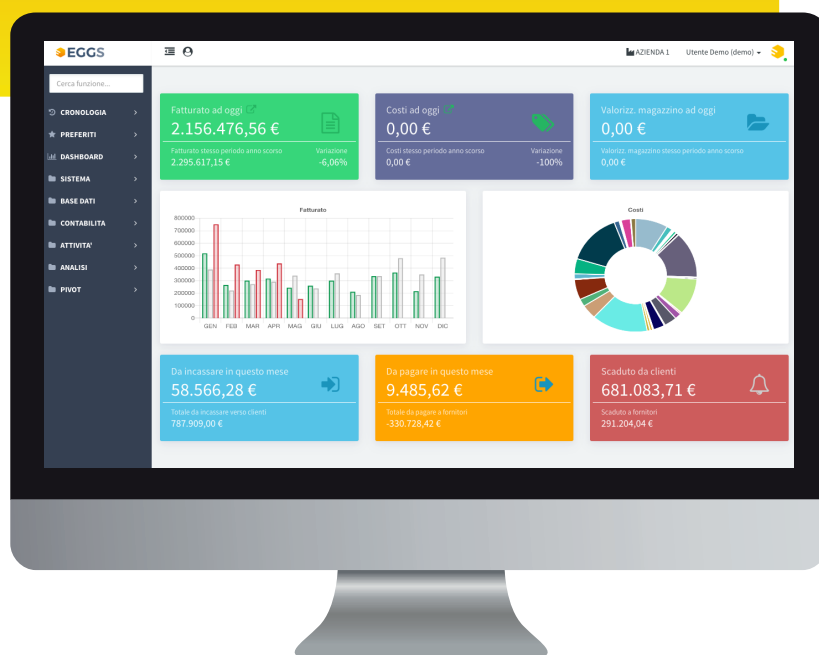 EGGS
AZIENDA 1
Utente Demo (demo)
Cerca funzione...
CRONOLOGIA
PREFERITI
DASHBOARD
SISTEMA
BASE DATI
CONTABILITA
ATTIVITA'
ANALISI
PIVOT
Fatturato ad oggi
2.156.476,56 €
Fatturato stesso periodo anno scorso
Variazione
2.295.617,15 €
-6,06%
Costi ad oggi
0,00 €
Costi stesso periodo anno scorso
Variazione
0,00 €
-100%
Valorizz. magazzino ad oggi
0,00 €
Valorizz. magazzino stesso periodo anno scorso
0,00 €
Fatturato
800000
700000
600000
500000
400000
300000
200000
100000
0
GEN FEB MAR APR MAG GIU LUG AGO SET OTT NOV DIC
Costi
Da incassare in questo mese
58.566,28 €
Totale da incassare verso clienti
787.909,00 €
Da pagare in questo mese
9.485,62 €
Totale da pagare a fornitori
-330.728,42 €
Scaduto da clienti
681.083,71 €
Scaduto a fornitori
291.204,04 €